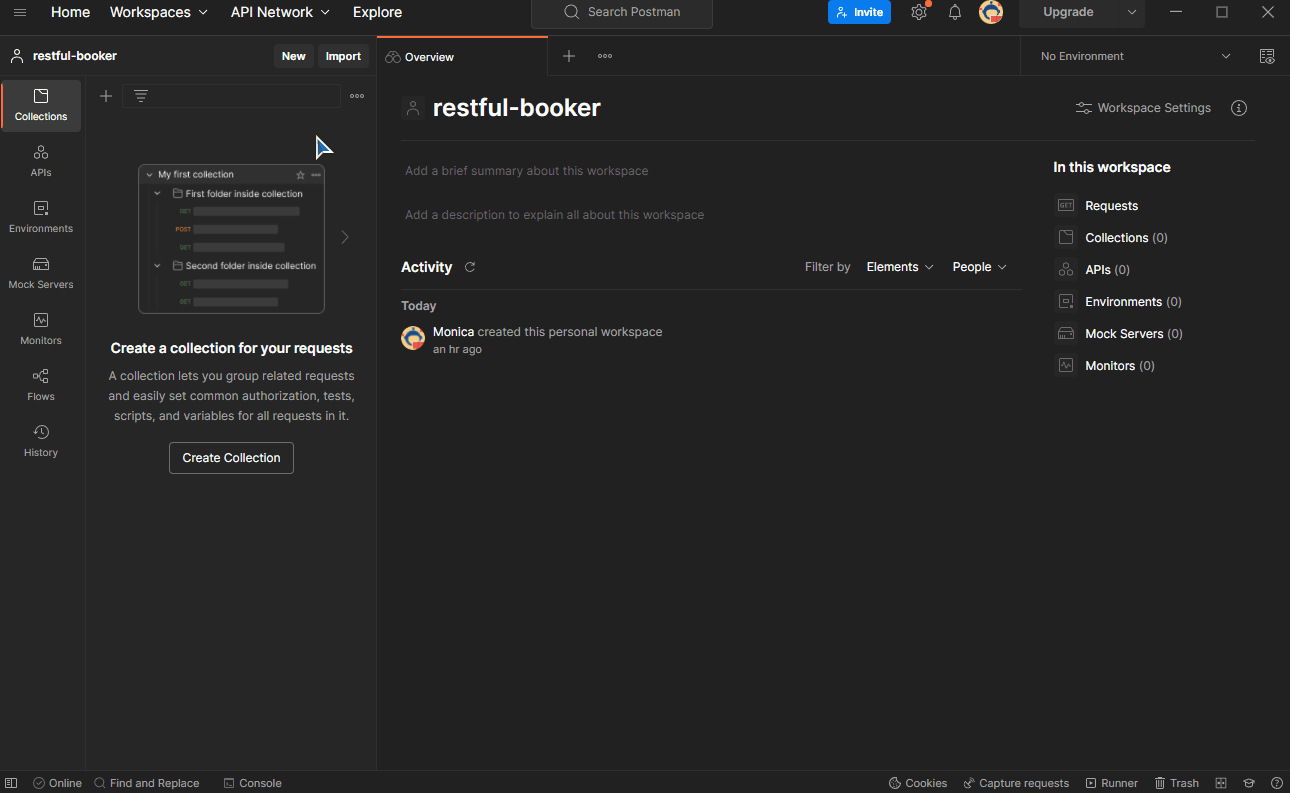 Home Workspaces API Network Explore Search Postman Invite Upgrade
restful-booker New Import Overview No Environment
Collections
APIs
Environments
Mock Servers
Monitors
Flows
History
My first collection
First folder inside collection
GET
POST
GET
Second folder inside collection
GET
GET
Create a collection for your requests
A collection lets you group related requests
and easily set common authorization, tests,
scripts, and variables for all requests in it.
Create Collection
restful-booker
Workspace Settings
Add a brief summary about this workspace
Add a description to explain all about this workspace
Activity Filter by Elements People
Today
Monica created this personal workspace
an hr ago
In this workspace
GET Requests
Collections (0)
APIs (0)
Environments (0)
Mock Servers (0)
Monitors (0)
Online Find and Replace Console Cookies Capture requests Runner Trash